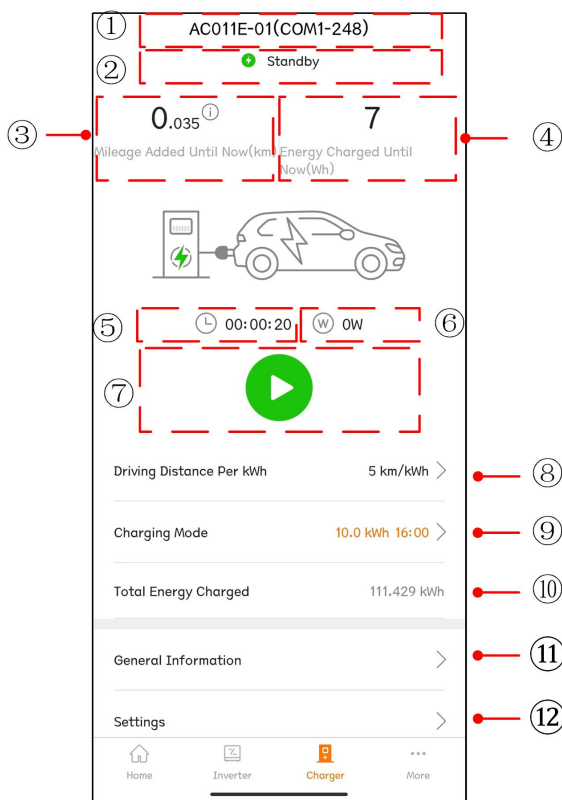 ① AC011E-01(COM1-248)
② Standby
③ 0.035 i 7 ④
Mileage Added Until Now(km) Energy Charged Until
Now(Wh)
⑤ 00:00:20 W 0W ⑥
⑦
Driving Distance Per kWh 5 km/kWh ⑧
Charging Mode 10.0 kWh 16:00 ⑨
Total Energy Charged 111.429 kWh ⑩
General Information ⑪
Settings ⑫
Home Inverter Charger More